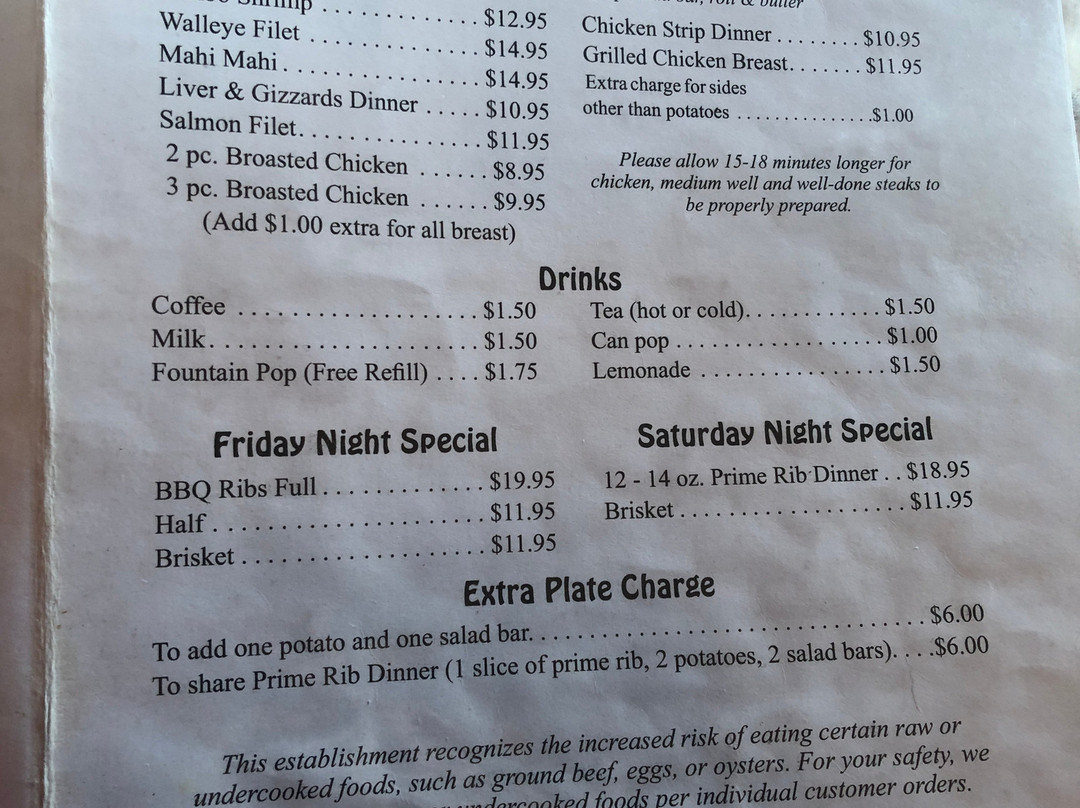 Shrimp . . . . . . . . . . . . . $12.95
Walleye Filet . . . . . . . . . . . . . . $14.95
Mahi Mahi . . . . . . . . . . . . . . . . $14.95
Liver & Gizzards Dinner . . . . . $10.95
Salmon Filet. . . . . . . . . . . . . . . $11.95
2 pc. Broasted Chicken . . . . . . $8.95
3 pc. Broasted Chicken . . . . . . $9.95
(Add $1.00 extra for all breast)
roll & butter
Chicken Strip Dinner . . . . . . . . $10.95
Grilled Chicken Breast. . . . . . . $11.95
Extra charge for sides
other than potatoes . . . . . . . . . . . . . . .$1.00
Please allow 15-18 minutes longer for
chicken, medium well and well-done steaks to
be properly prepared.
Drinks
Coffee . . . . . . . . . . . . . . . . . . . . $1.50
Milk. . . . . . . . . . . . . . . . . . . . . . . $1.50
Fountain Pop (Free Refill) . . . . $1.75
Tea (hot or cold). . . . . . . . . . . . $1.50
Can pop . . . . . . . . . . . . . . . . . . $1.00
Lemonade . . . . . . . . . . . . . . . . $1.50
Friday Night Special
BBQ Ribs Full . . . . . . . . . . . . . . $19.95
Half . . . . . . . . . . . . . . . . . . . . . . . $11.95
Brisket . . . . . . . . . . . . . . . . . . . . . $11.95
Saturday Night Special
12 - 14 oz. Prime Rib Dinner . . $18.95
Brisket . . . . . . . . . . . . . . . . . . . $11.95
Extra Plate Charge
To add one potato and one salad bar. . . . . . . . . . . . . . . . . . . . . . . . . . . . . . . . $6.00
To share Prime Rib Dinner (1 slice of prime rib, 2 potatoes, 2 salad bars). . . .$6.00
This establishment recognizes the increased risk of eating certain raw or
undercooked foods, such as ground beef, eggs, or oysters. For your safety, we
undercooked foods per individual customer orders.